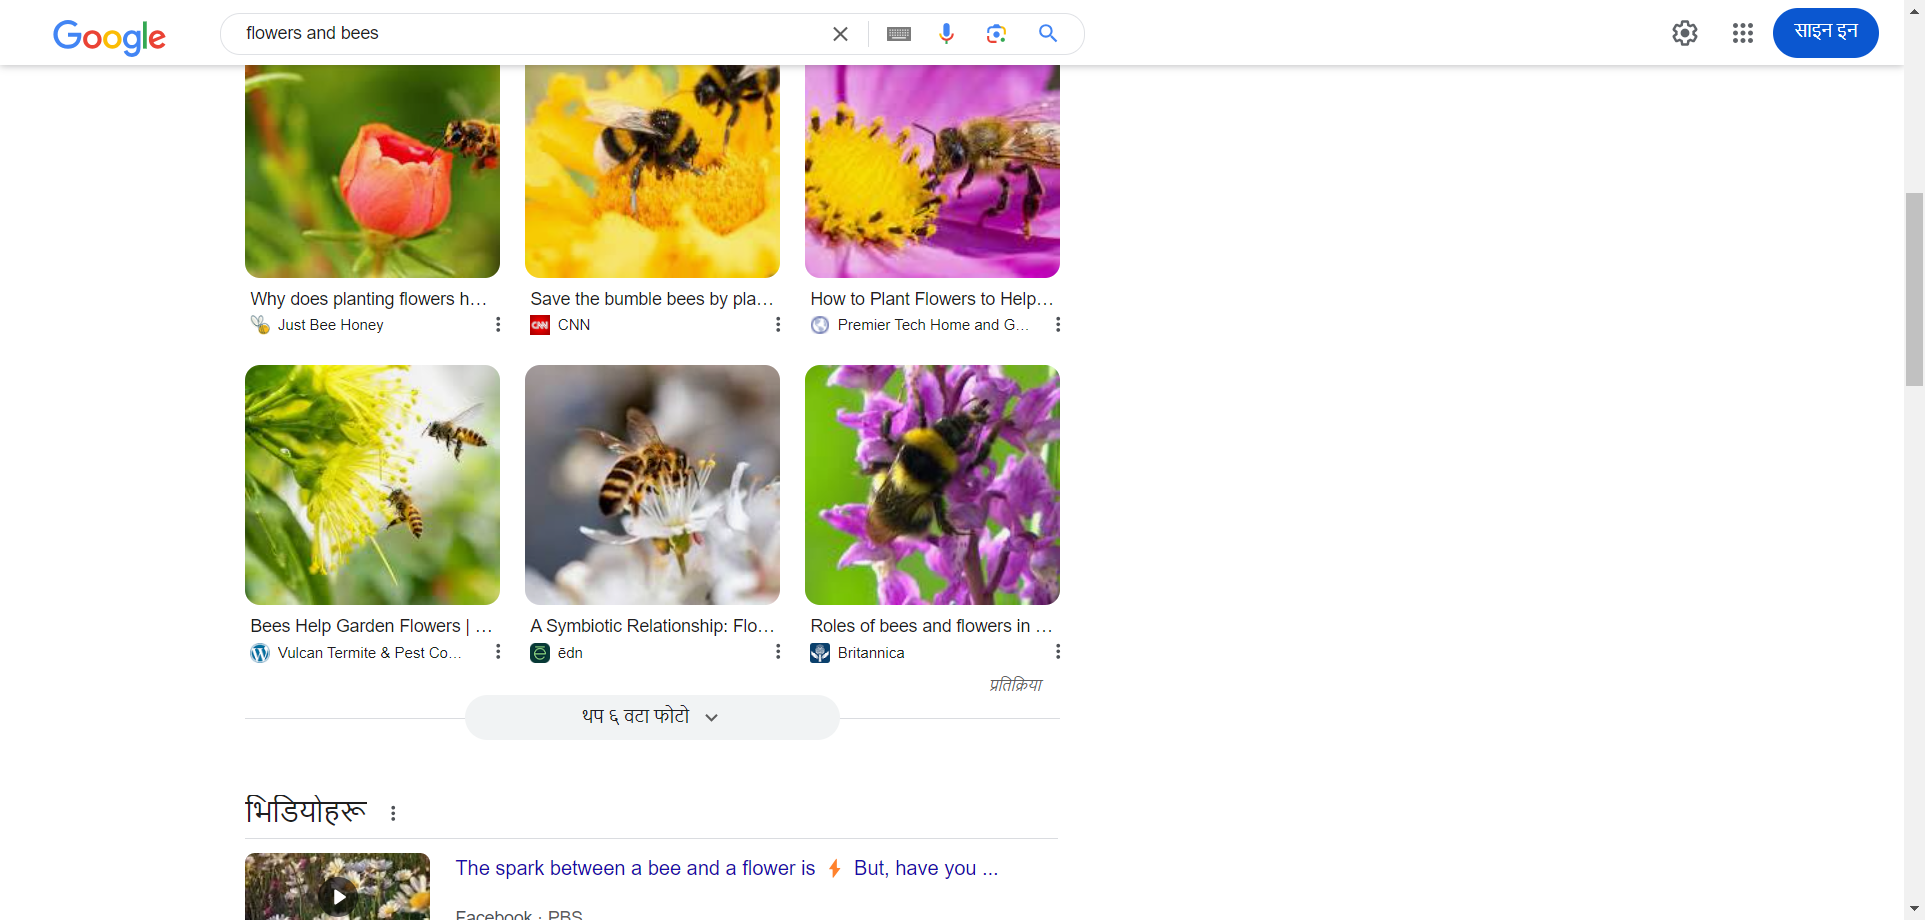 Google
flowers and bees
साइन इन
Why does planting flowers h...
Just Bee Honey
Save the bumble bees by pla...
CNN
How to Plant Flowers to Help...
Premier Tech Home and G...
Bees Help Garden Flowers | ...
Vulcan Termite & Pest Co...
A Symbiotic Relationship: Flo...
ēdn
Roles of bees and flowers in ...
Britannica
प्रतिक्रिया
थप ६ वटा फोटो
भिडियोहरू
The spark between a bee and a flower is ⚡ But, have you ...
Facebook · PBS